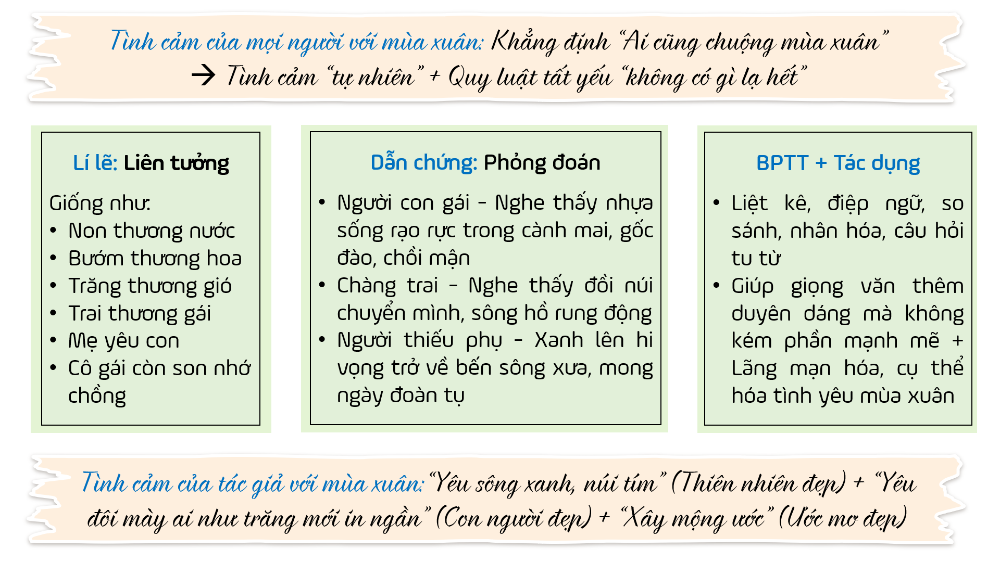 Tình cảm của mọi người với mùa xuân: Khẳng định “Ai cũng chuộng mùa xuân”
→ Tình cảm “tự nhiên” + Quy luật tất yếu “không có gì lạ hết”
Lí lẽ: Liên tưởng
Giống như:
• Non thương nước
• Bướm thương hoa
• Trăng thương gió
• Trai thương gái
• Mẹ yêu con
• Cô gái còn son nhớ
chồng
Dẫn chứng: Phỏng đoán
• Người con gái – Nghe thấy nhựa
sống rạo rực trong cành mai, gốc
đào, chồi mận
• Chàng trai – Nghe thấy đồi núi
chuyển mình, sông hồ rung động
• Người thiếu phụ – Xanh lên hi
vọng trở về bến sông xưa, mong
ngày đoàn tụ
BPTT + Tác dụng
• Liệt kê, điệp ngữ, so
sánh, nhân hóa, câu hỏi
tu từ
• Giúp giọng văn thêm
duyên dáng mà không
kém phần mạnh mẽ +
Lãng mạn hóa, cụ thể
hóa tình yêu mùa xuân
Tình cảm của tác giả với mùa xuân: “Yêu sông xanh, núi tím” (Thiên nhiên đẹp) + “Yêu
đôi mày ai như trăng mới in ngần” (Con người đẹp) + “Xây mộng ước” (Ước mơ đẹp)